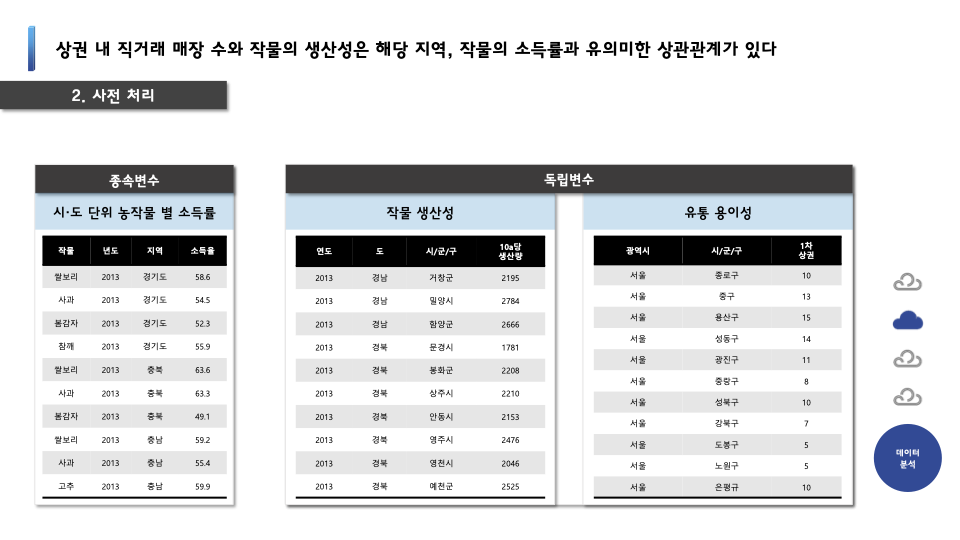 상권 내 직거래 매장 수와 작물의 생산성은 해당 지역, 작물의 소득률과 유의미한 상관관계가 있다
2. 사전 처리
종속변수
시·도 단위 농작물 별 소득률
작물 년도 지역 소득율
쌀보리 2013 경기도 58.6
사과 2013 경기도 54.5
봄감자 2013 경기도 52.3
참깨 2013 경기도 55.9
쌀보리 2013 충북 63.6
사과 2013 충북 63.3
봄감자 2013 충북 49.1
쌀보리 2013 충남 59.2
사과 2013 충남 55.4
고추 2013 충남 59.9
독립변수
작물 생산성
연도 도 시/군/구 10a당
생산량
2013 경남 거창군 2195
2013 경남 밀양시 2784
2013 경남 함양군 2666
2013 경북 문경시 1781
2013 경북 봉화군 2208
2013 경북 상주시 2210
2013 경북 안동시 2153
2013 경북 영주시 2476
2013 경북 영천시 2046
2013 경북 예천군 2525
유통 용이성
광역시 시/군/구 1차
상권
서울 종로구 10
서울 중구 13
서울 용산구 15
서울 성동구 14
서울 광진구 11
서울 중랑구 8
서울 성북구 10
서울 강북구 7
서울 도봉구 5
서울 노원구 5
서울 은평규 10
데이터
분석